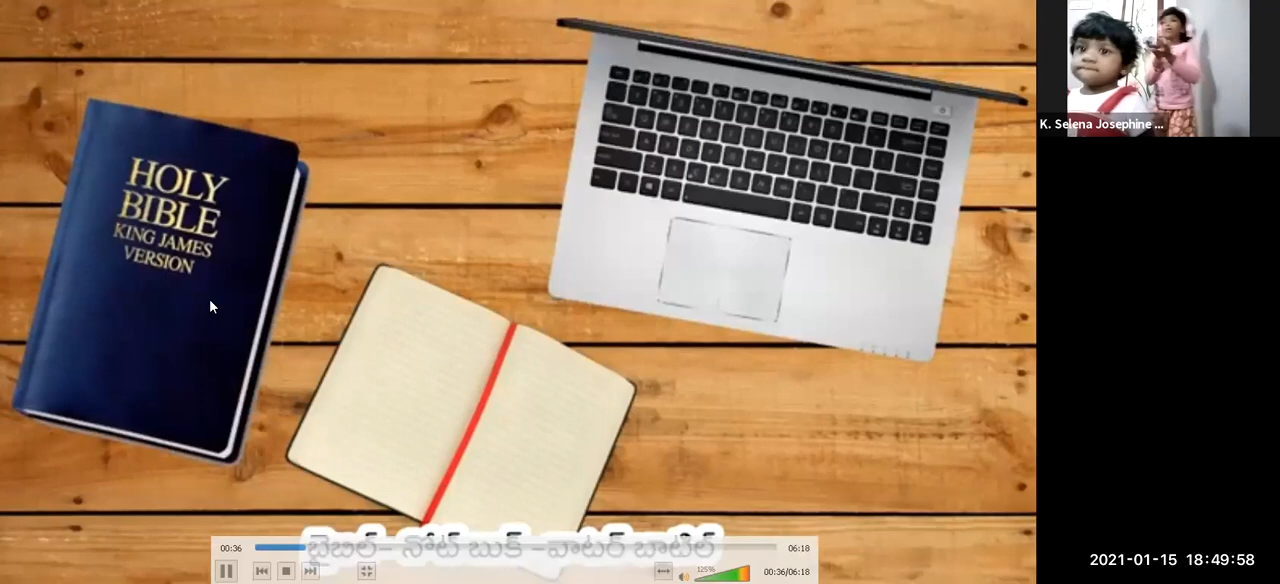 HOLY
BIBLE
KING JAMES
VERSION
K. Selena Josephine ...
బైబిల్- నోట్ బుక్ -వాటర్ బాటిల్
00:36
06:18
125%
00:36/06:18
2021-01-15 18:49:58